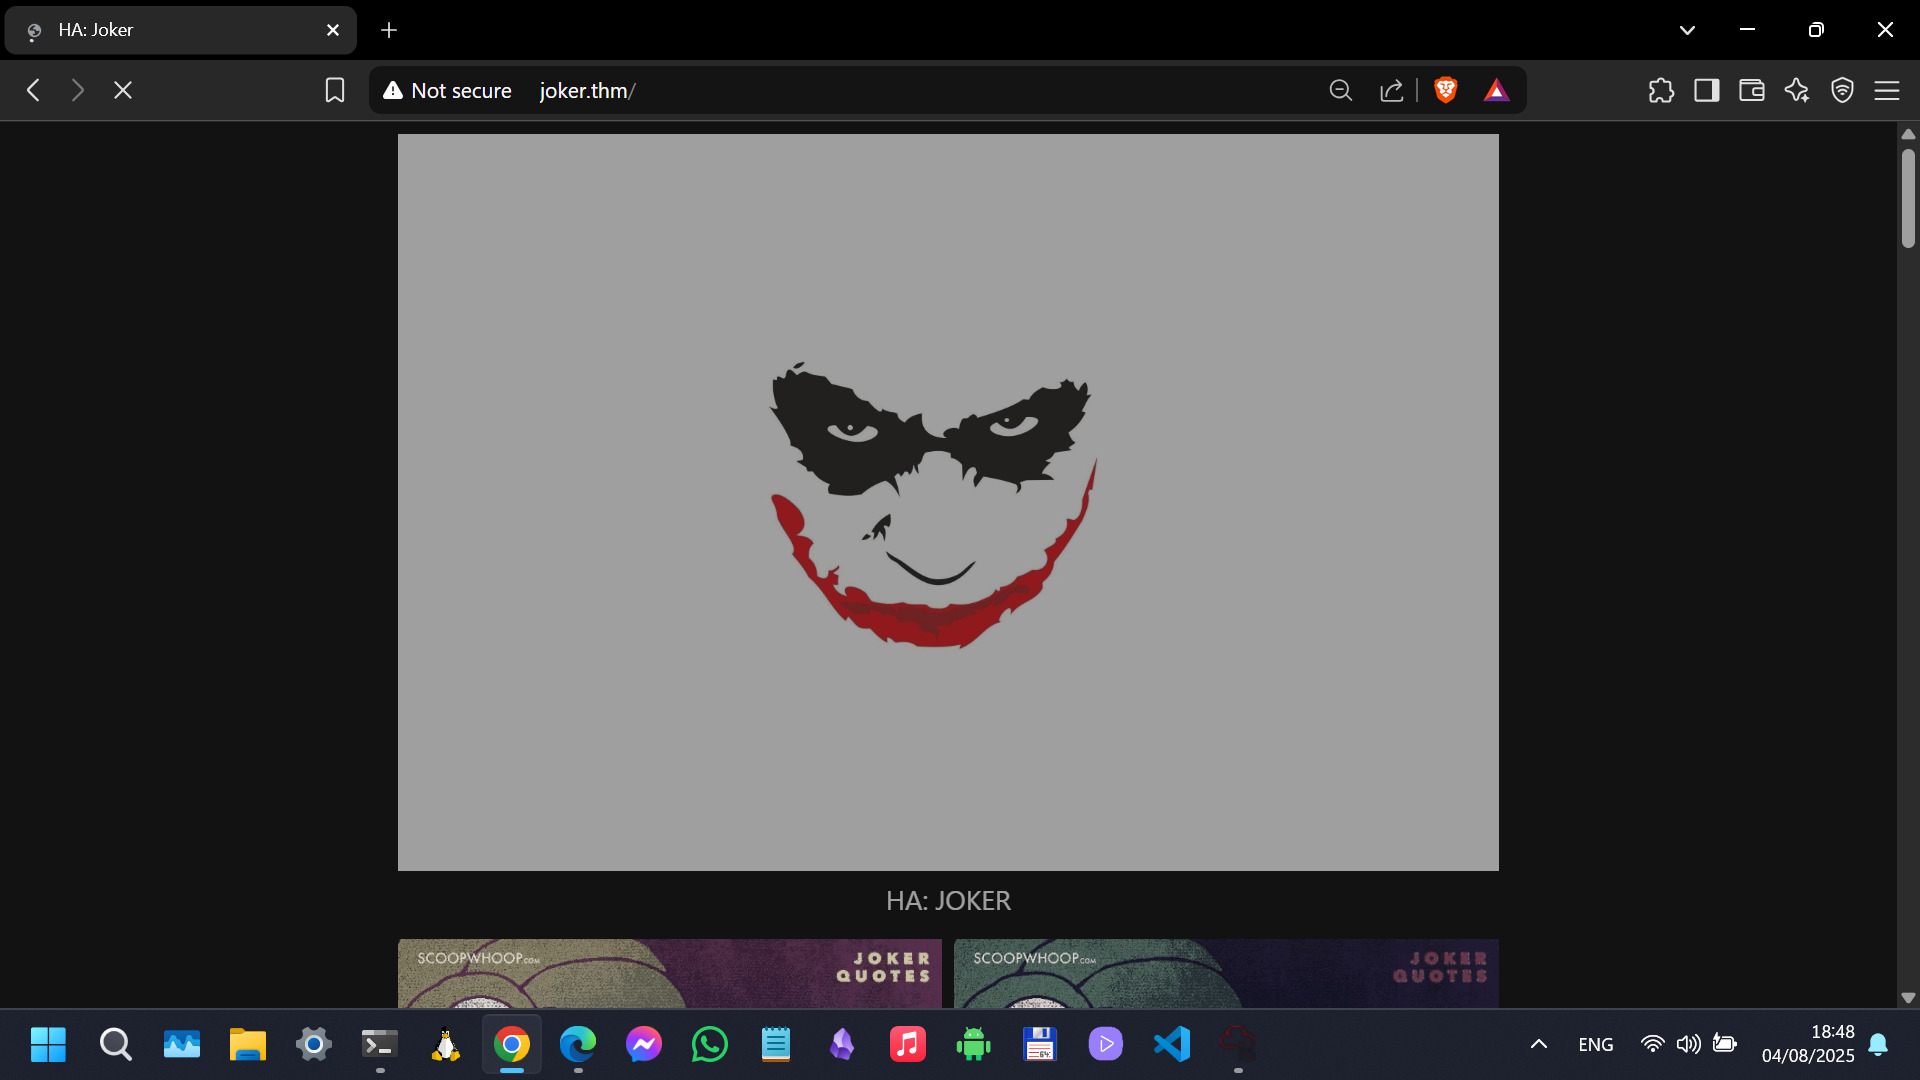 HA: Joker
Not secure joker.thm/
HA: JOKER
SCOOPWHOOP.COM
JOKER
QUOTES
SCOOPWHOOP.COM
JOKER
QUOTES
64
ENG
18:48
04/08/2025